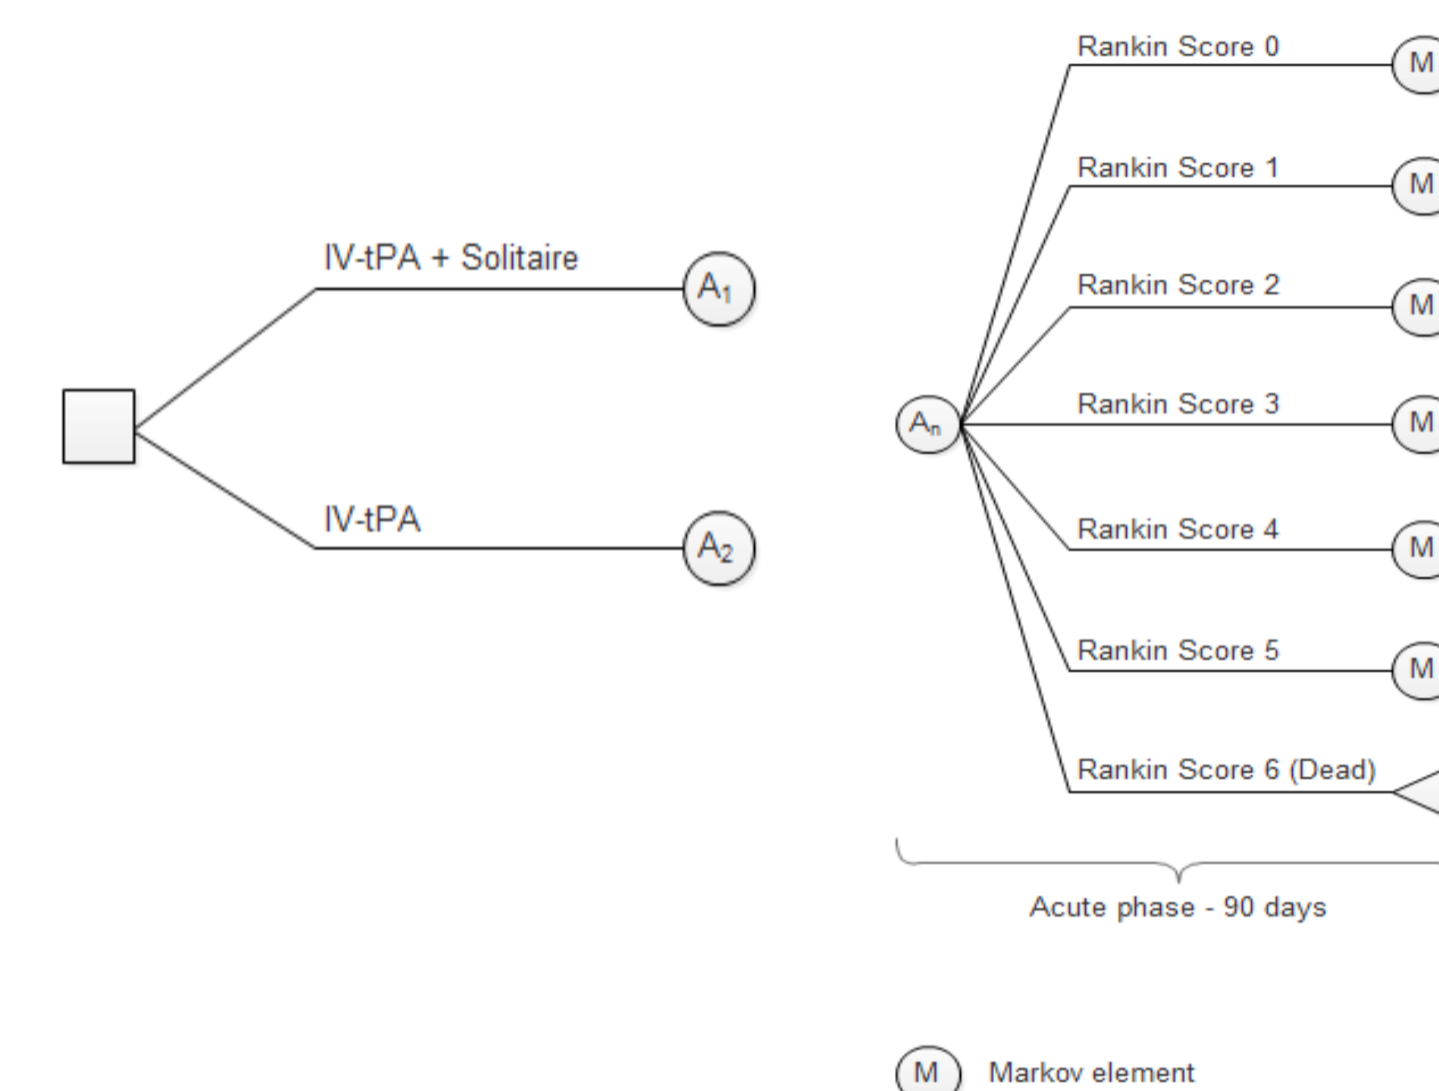 IV-tPA + Solitaire
A1
IV-tPA
A2
An
Rankin Score 0
M
Rankin Score 1
M
Rankin Score 2
M
Rankin Score 3
M
Rankin Score 4
M
Rankin Score 5
M
Rankin Score 6 (Dead)
Acute phase - 90 days
M Markov element